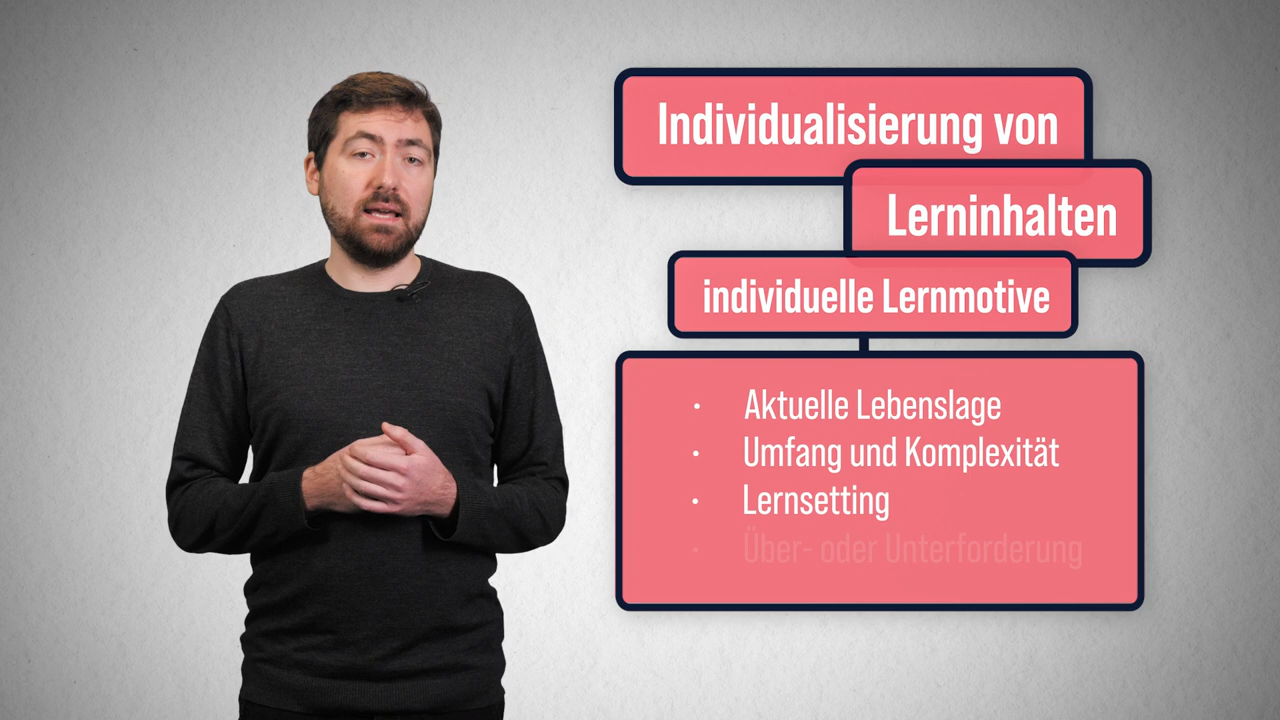 Individualisierung von
Lerninhalten
individuelle Lernmotive
· Aktuelle Lebenslage
· Umfang und Komplexität
· Lernsetting
· Über- oder Unterforderung